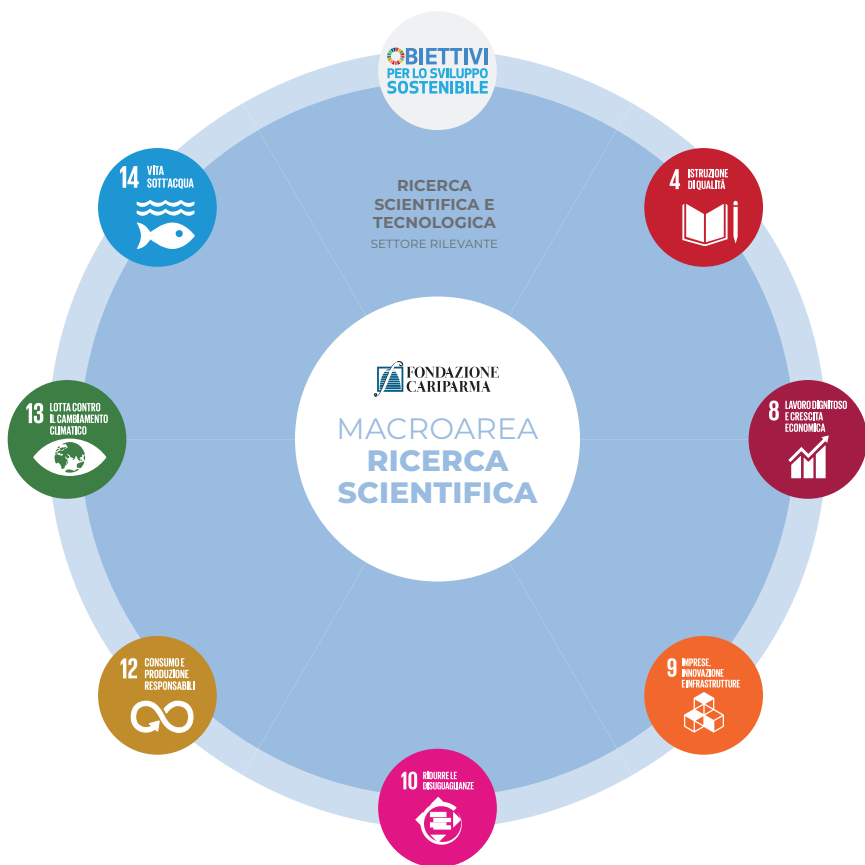 OBIETTIVI
PER LO SVILUPPO
SOSTENIBILE
RICERCA
SCIENTIFICA E
TECNOLOGICA
SETTORE RILEVANTE
4 ISTRUZIONE
DI QUALITÀ
8 LAVORO DIGNITOSO
E CRESCITA
ECONOMICA
9 IMPRESE,
INNOVAZIONE
E INFRASTRUTTURE
10 RIDURRE LE
DISUGUAGLIANZE
12 CONSUMO E
PRODUZIONE
RESPONSABILI
13 LOTTA CONTRO
IL CAMBIAMENTO
CLIMATICO
14 VITA
SOTT'ACQUA
FONDAZIONE
CARIPARMA
MACROAREA
RICERCA
SCIENTIFICA